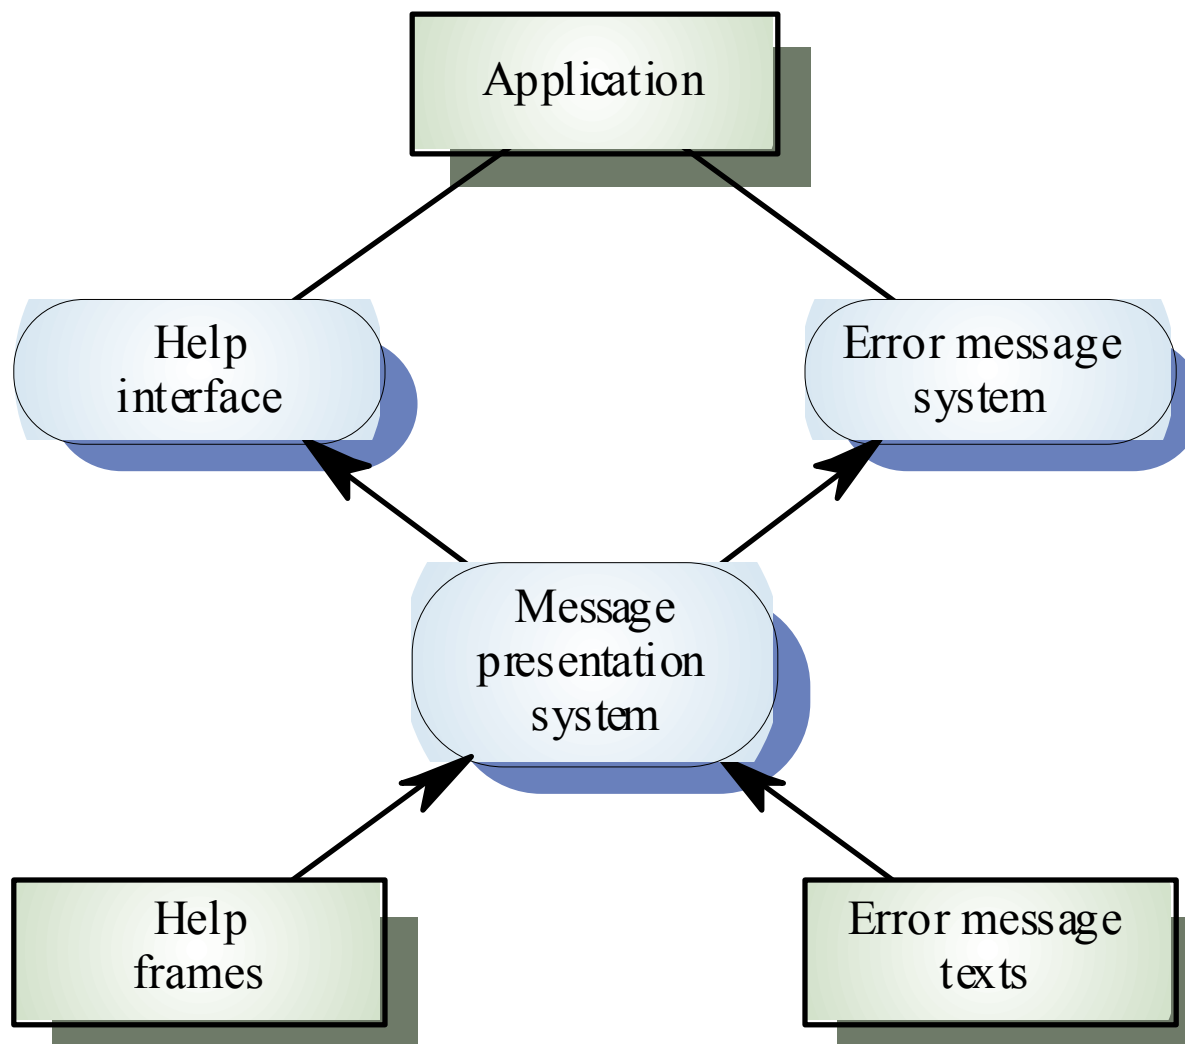 Application
Help
interface
Error message
system
Message
presentation
system
Help
frames
Error message
texts